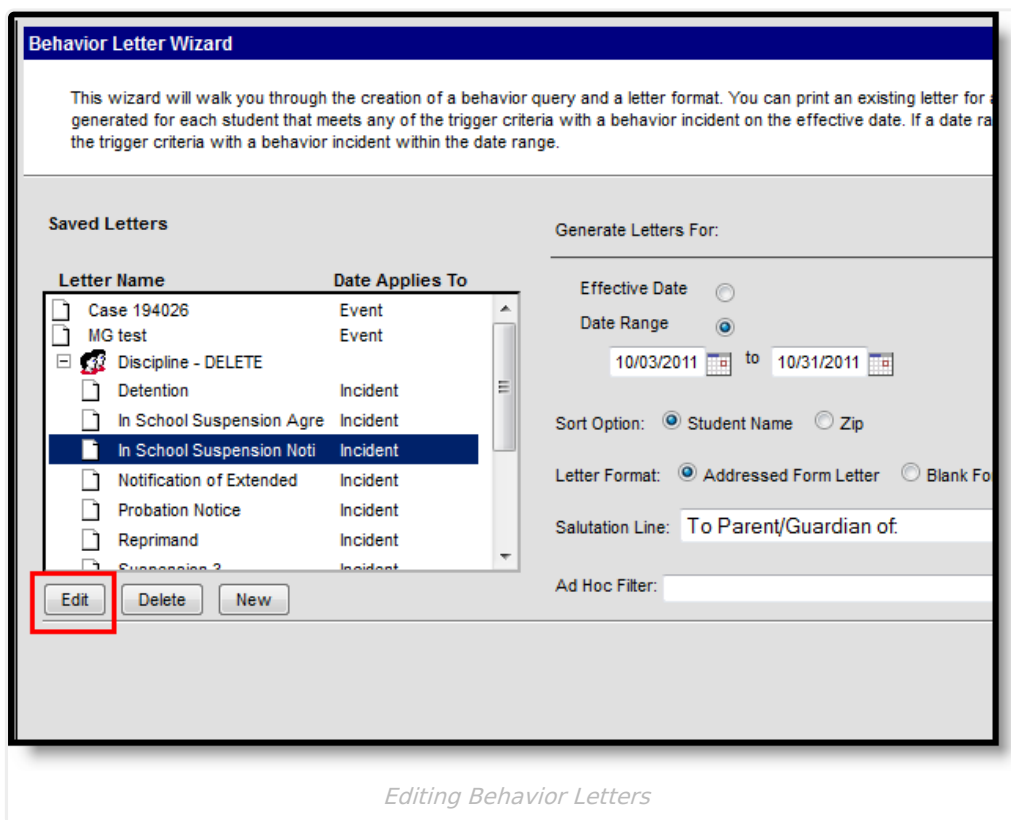 Behavior Letter Wizard
This wizard will walk you through the creation of a behavior query and a letter format. You can print an existing letter for
generated for each student that meets any of the trigger criteria with a behavior incident on the effective date. If a date
the trigger criteria with a behavior incident within the date range.
Saved Letters
Generate Letters For:
Letter Name Date Applies To
Case 194026 Event
MG test Event
Discipline - DELETE
Detention Incident
In School Suspension Agre Incident
In School Suspension Noti Incident
Notification of Extended Incident
Probation Notice Incident
Reprimand Incident
Suspension 3 Incident
Edit Delete New
Effective Date
Date Range
10/03/2011 to 10/31/2011
Sort Option: Student Name Zip
Letter Format: Addressed Form Letter Blank Fo
Salutation Line: To Parent/Guardian of:
Ad Hoc Filter:
Editing Behavior Letters